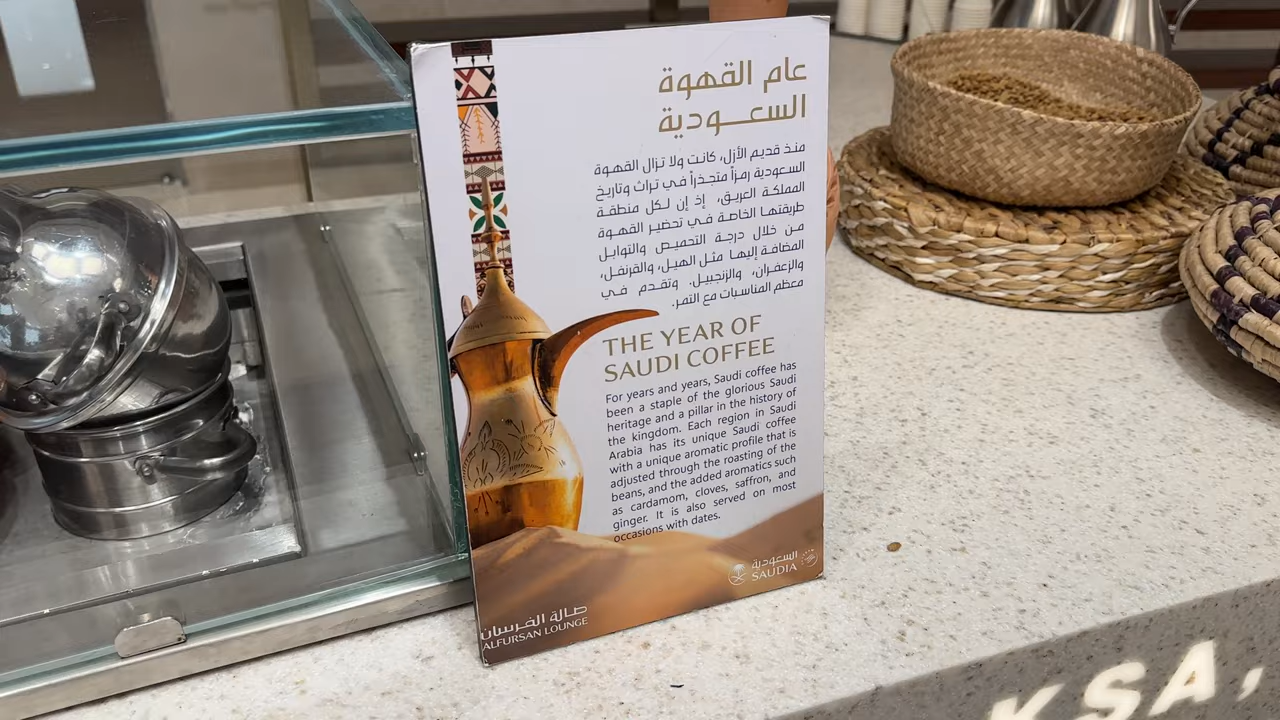 عام القهوة
السعـــودية
منذ قديم الأزل، كانت ولا تزال القهوة
السعودية رمزاً متجذراً في تراث وتاريخ
المملكة العريق، إذ إن لكل منطقة
طريقتها الخاصة في تحضير القهوة
من خلال درجة التحميص والتوابل
المضافة إليها مثل الهيل، والقرنفل،
والزعفران، والزنجبيل. وتقدم في
معظم المناسبات مع التمر.
THE YEAR OF
SAUDI COFFEE
For years and years, Saudi coffee has
been a staple of the glorious Saudi
heritage and a pillar in the history of
the kingdom. Each region in Saudi
Arabia has its unique Saudi coffee
with a unique aromatic profile that is
adjusted through the roasting of the
beans, and the added aromatics such
as cardamom, cloves, saffron, and
ginger. It is also served on most
occasions with dates.
السعودية
SAUDIA
صالة الفرسان
ALFURSAN LOUNGE
KSA,